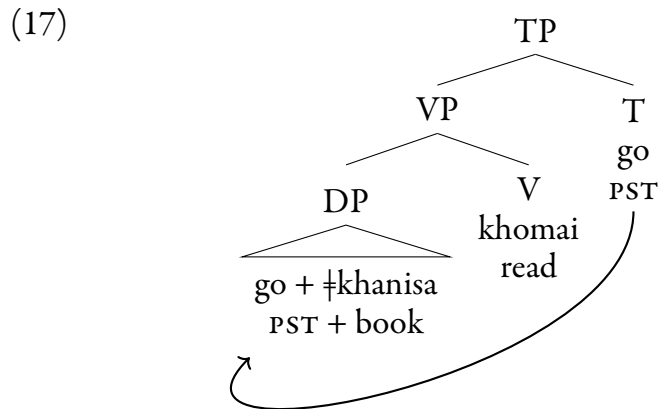 (17)
TP
VP T
go
PST
DP V
khomai
read
go + ǂkhanisa
PST + book